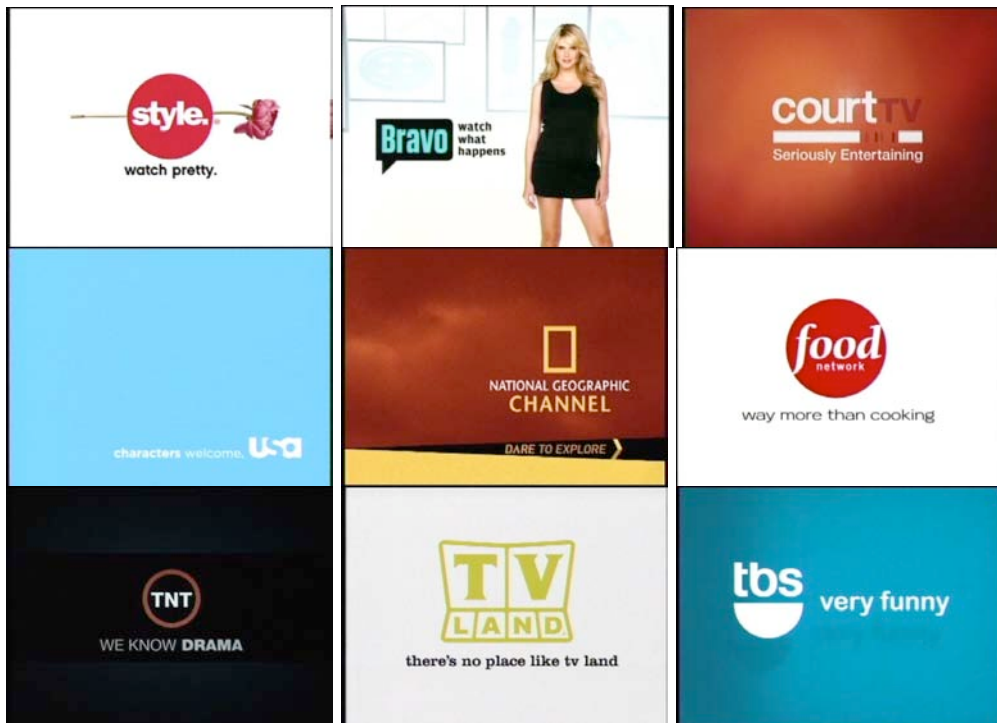 style.
watch pretty.
Bravo
watch
what
happens
courtTV
Seriously Entertaining
characters welcome. usa
NATIONAL GEOGRAPHIC
CHANNEL
DARE TO EXPLORE
food
network
way more than cooking
TNT
WE KNOW DRAMA
TV
LAND
there's no place like tv land
tbs
very funny